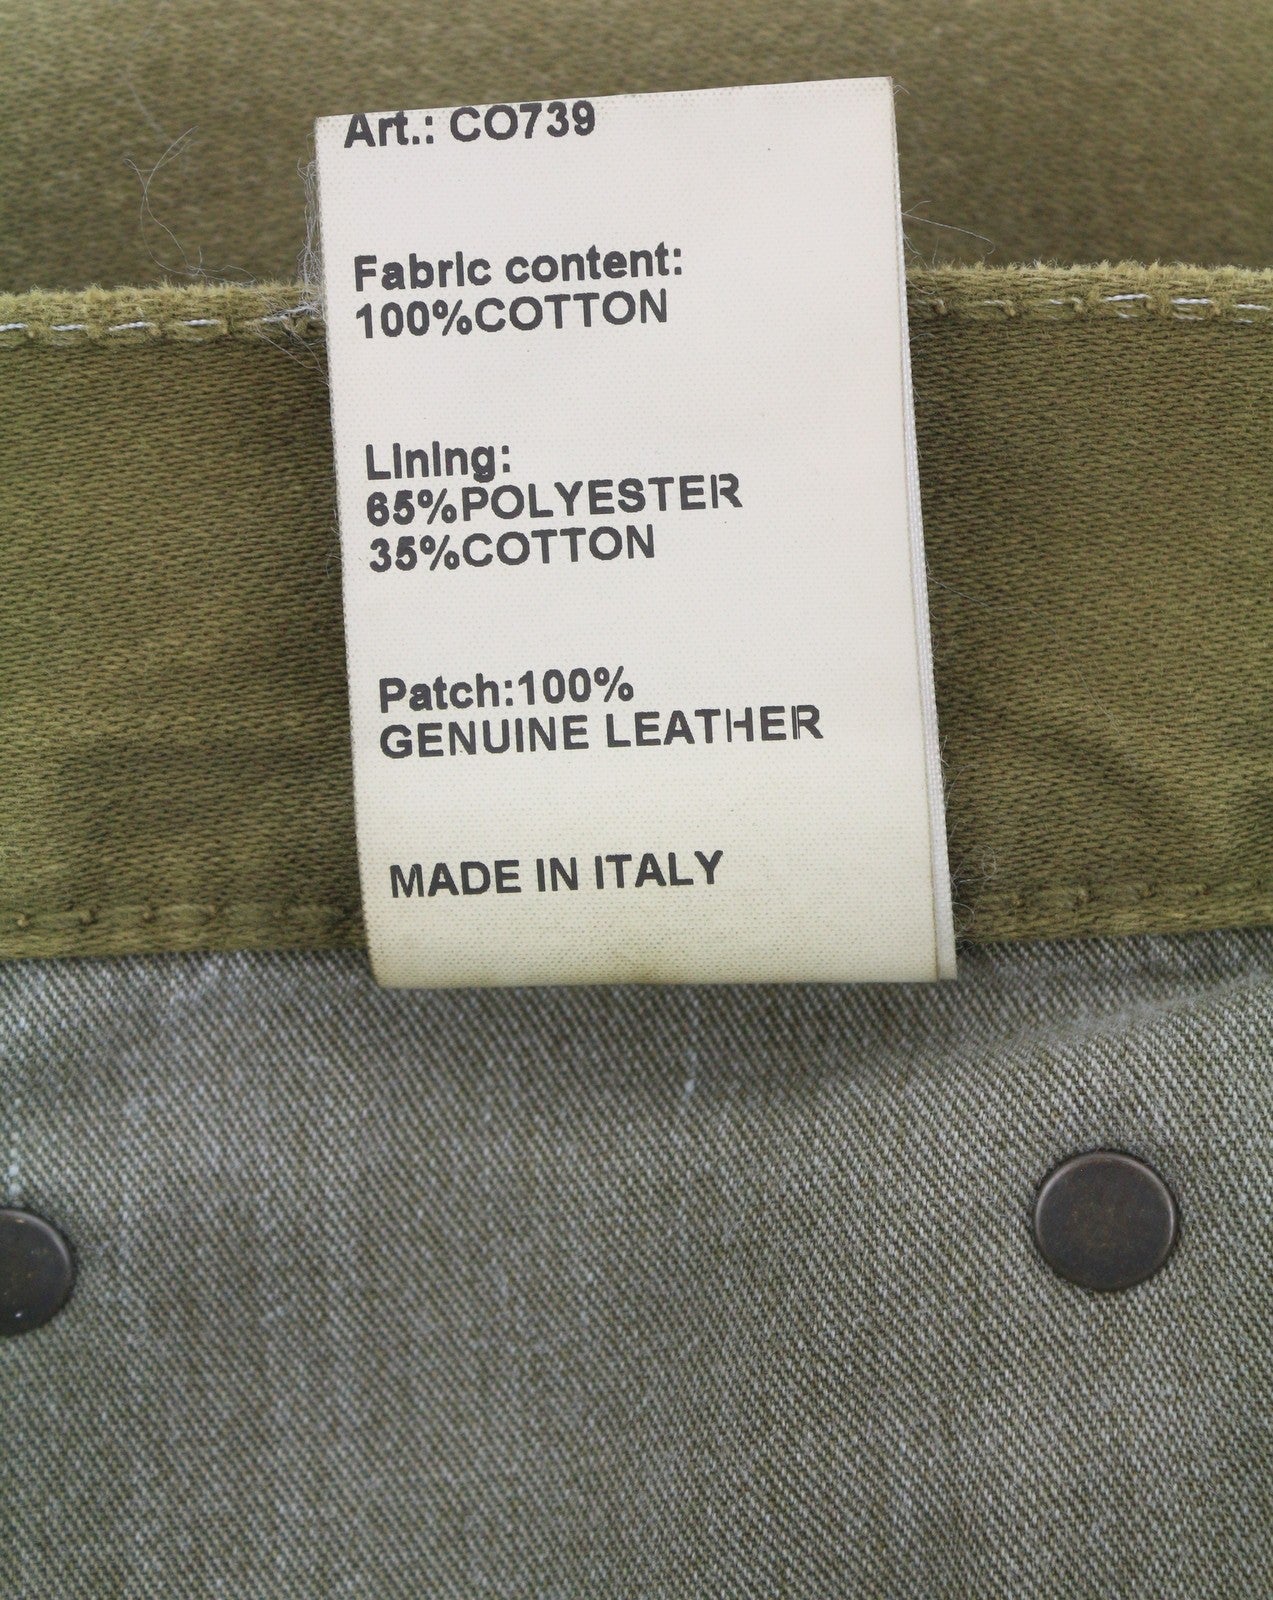 Art.: CO739
Fabric content:
100%COTTON
Lining:
65%POLYESTER
35%COTTON
Patch:100%
GENUINE LEATHER
MADE IN ITALY